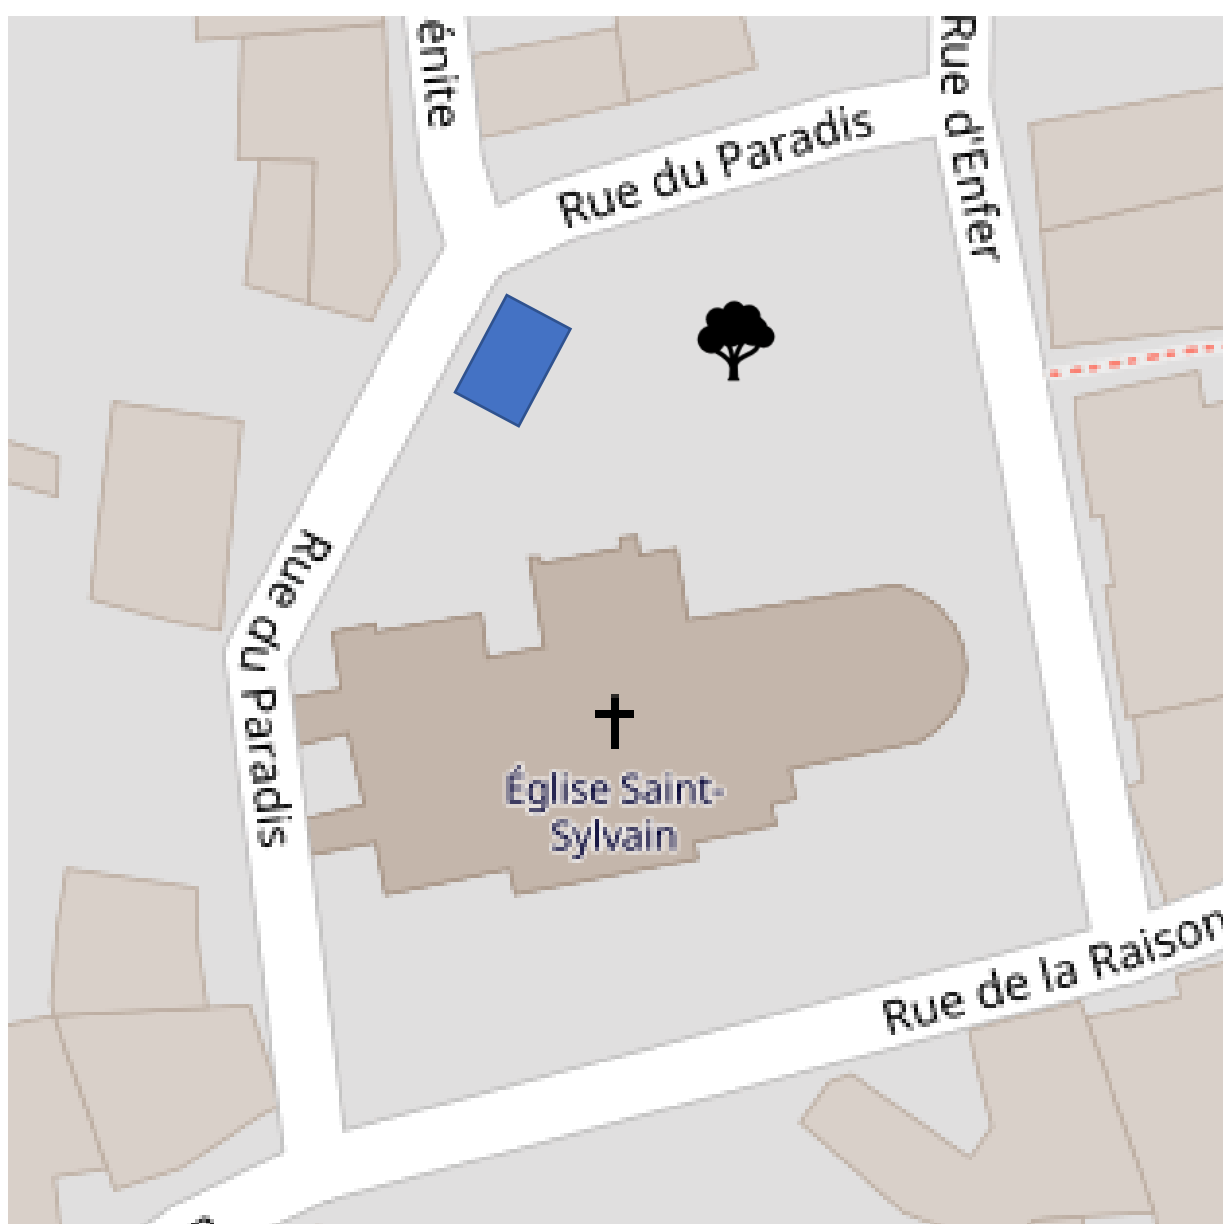 énite
Rue d'Enfer
Rue du Paradis
Rue du Paradis
Église Saint-
Sylvain
Rue de la Raison